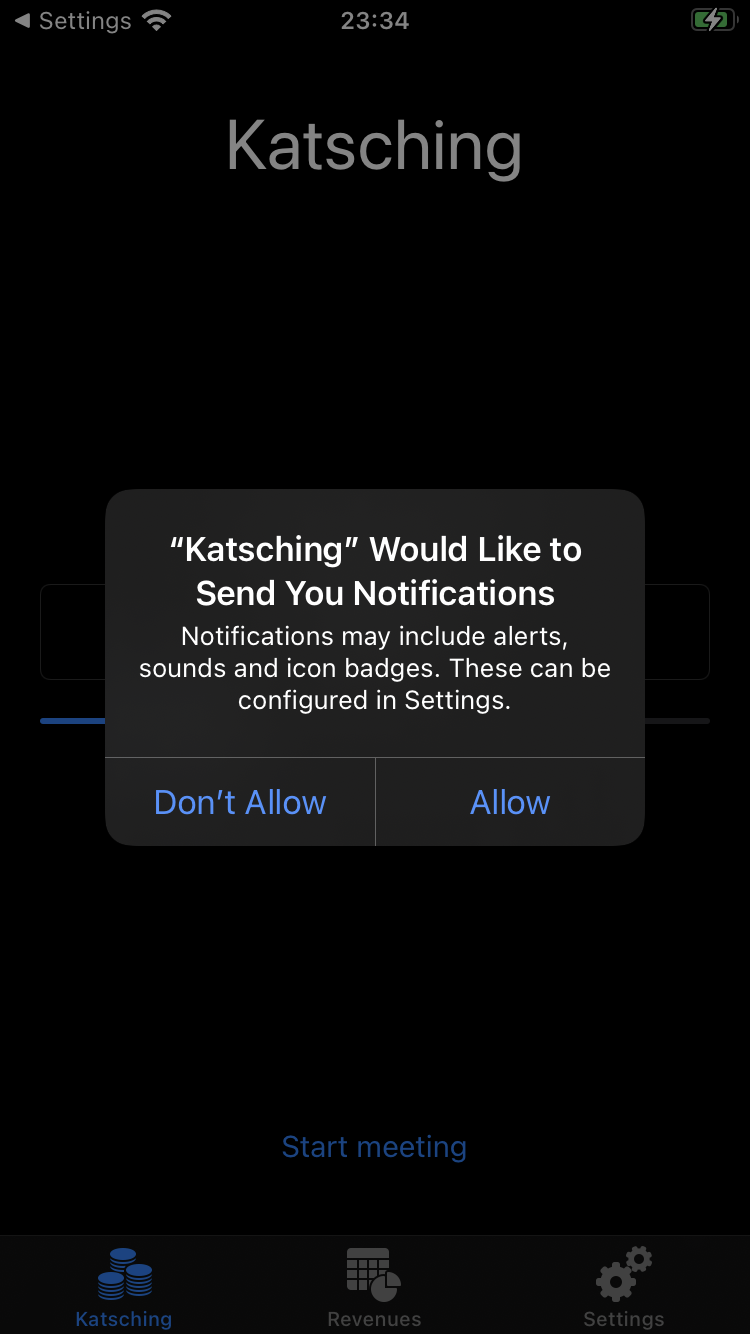 Settings
23:34
Katsching
“Katsching” Would Like to
Send You Notifications
Notifications may include alerts,
sounds and icon badges. These can be
configured in Settings.
Don’t Allow
Allow
Start meeting
Katsching
Revenues
Settings